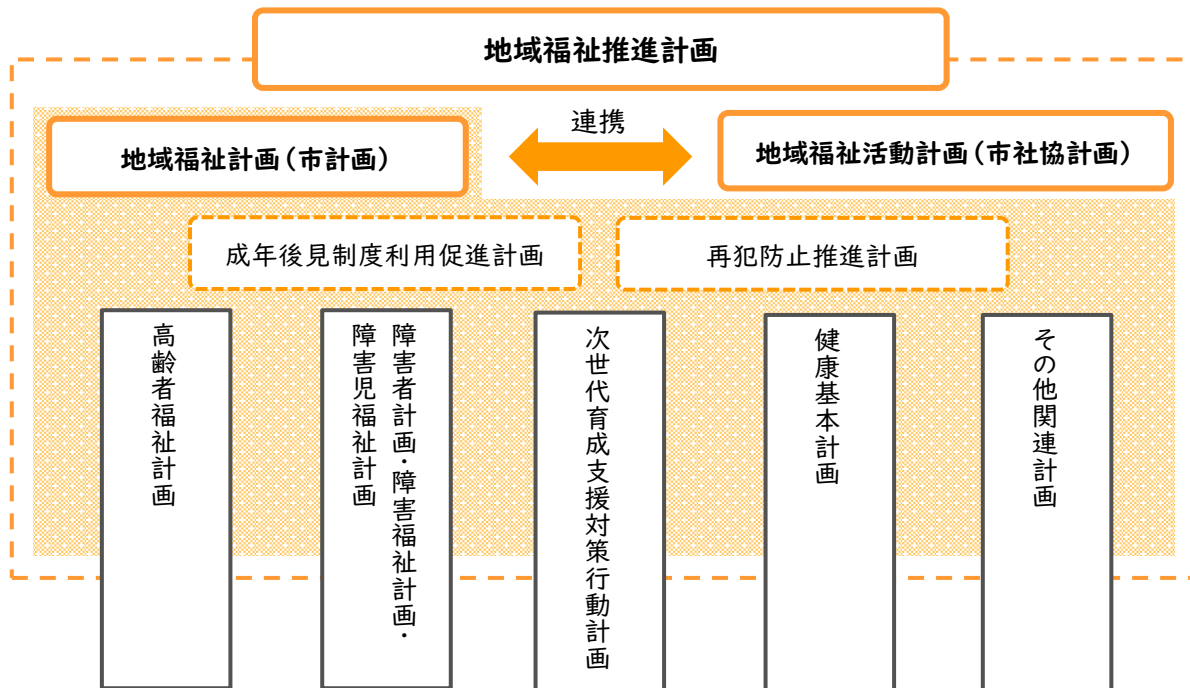 地域福祉推進計画
連携
地域福祉計画（市計画）
地域福祉活動計画（市社協計画）
成年後見制度利用促進計画
再犯防止推進計画
高齢者福祉計画
障害者計画・障害福祉計画・
障害児福祉計画
次世代育成支援対策行動計画
健康基本計画
その他関連計画